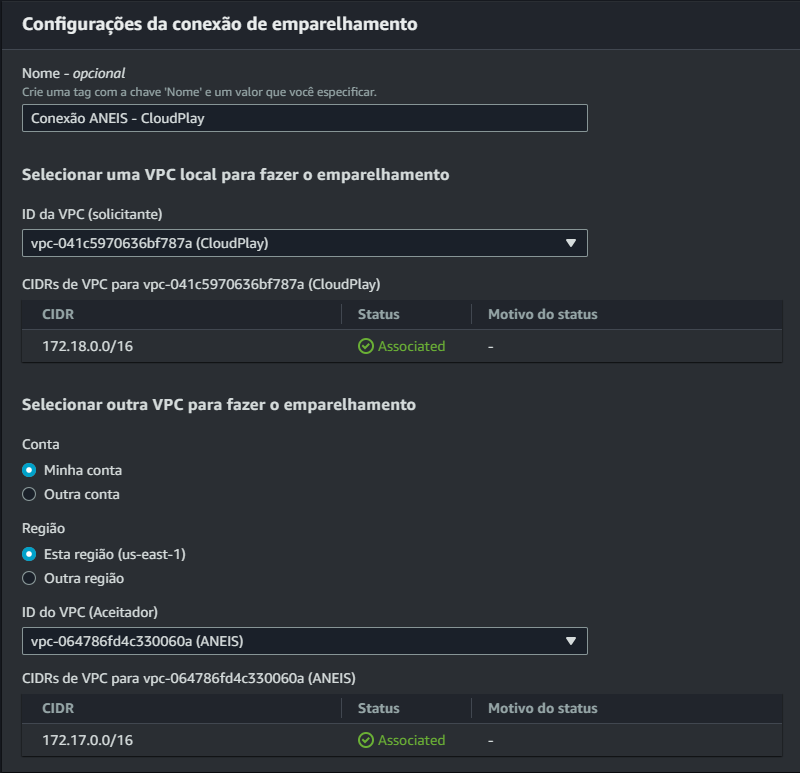 Configurações da conexão de emparelhamento
Nome - opcional
Crie uma tag com a chave 'Nome' e um valor que você especificar.
Conexão ANEIS - CloudPlay
Selecionar uma VPC local para fazer o emparelhamento
ID da VPC (solicitante)
vpc-041c5970636bf787a (CloudPlay)
CIDRs de VPC para vpc-041c5970636bf787a (CloudPlay)
CIDR Status Motivo do status
172.18.0.0/16 Associated -
Selecionar outra VPC para fazer o emparelhamento
Conta
Minha conta
Outra conta
Região
Esta região (us-east-1)
Outra região
ID do VPC (Aceitador)
vpc-064786fd4c330060a (ANEIS)
CIDRs de VPC para vpc-064786fd4c330060a (ANEIS)
CIDR Status Motivo do status
172.17.0.0/16 Associated -